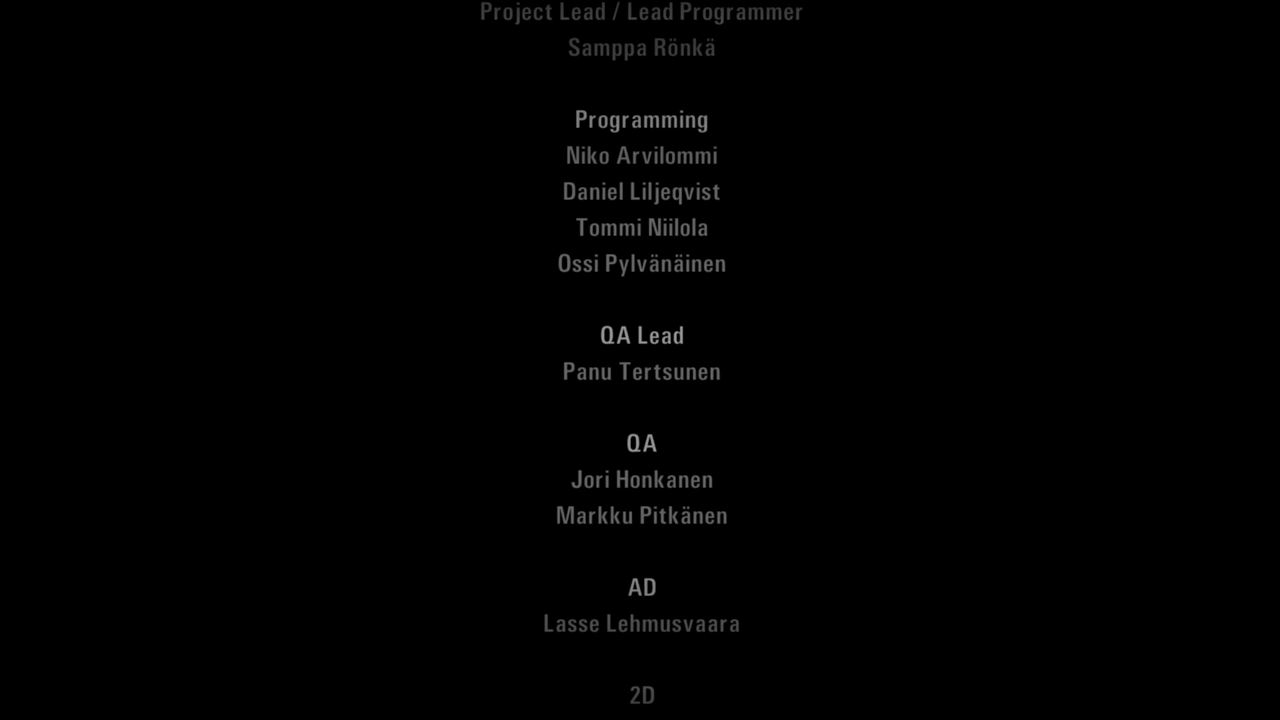 Project Lead / Lead Programmer
Samppa Rönkä
Programming
Niko Arvilommi
Daniel Liljeqvist
Tommi Niilola
Ossi Pylvänäinen
QA Lead
Panu Tertsunen
QA
Jori Honkanen
Markku Pitkänen
AD
Lasse Lehmusvaara
2D